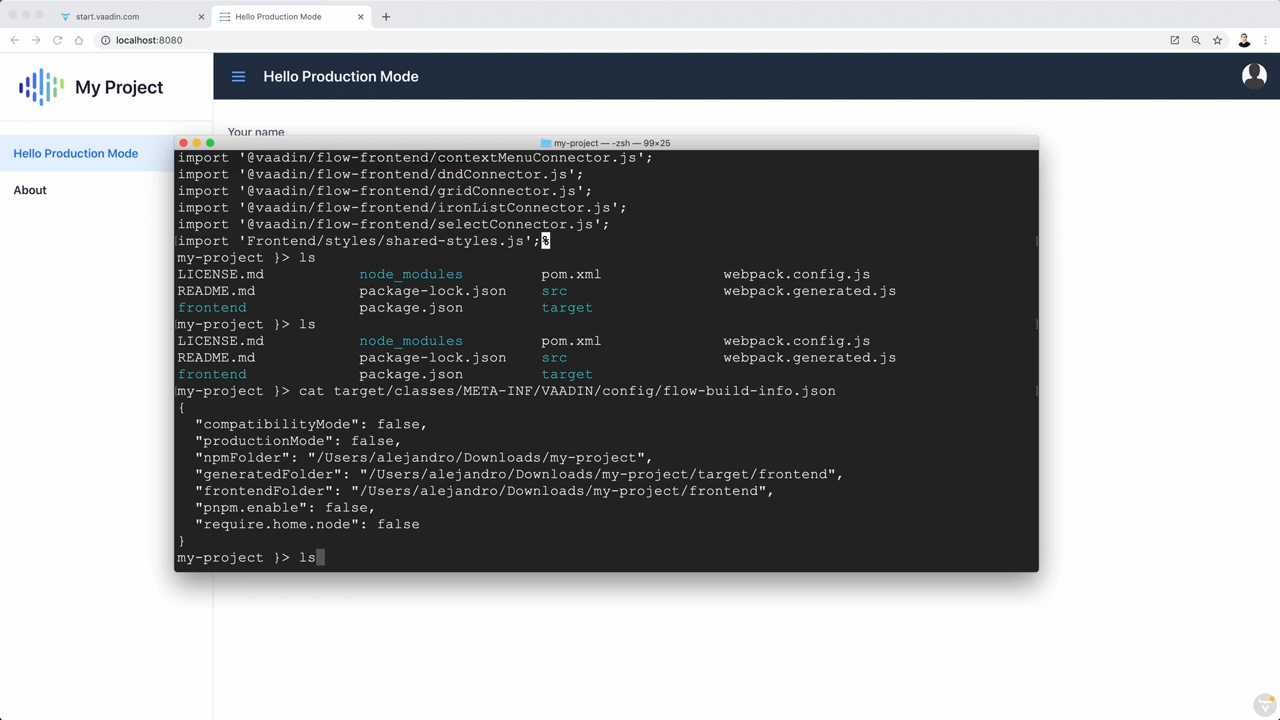 start.vaadin.com
Hello Production Mode
localhost:8080
My Project
Hello Production Mode
Your name
Hello Production Mode
About
my-project — -zsh — 99×25
import '@vaadin/flow-frontend/contextMenuConnector.js';
import '@vaadin/flow-frontend/dndConnector.js';
import '@vaadin/flow-frontend/gridConnector.js';
import '@vaadin/flow-frontend/ironListConnector.js';
import '@vaadin/flow-frontend/selectConnector.js';
import 'Frontend/styles/shared-styles.js';%
my-project }> ls
LICENSE.md node_modules pom.xml webpack.config.js
README.md package-lock.json src webpack.generated.js
frontend package.json target
my-project }> ls
LICENSE.md node_modules pom.xml webpack.config.js
README.md package-lock.json src webpack.generated.js
frontend package.json target
my-project }> cat target/classes/META-INF/VAADIN/config/flow-build-info.json
{
"compatibilityMode": false,
"productionMode": false,
"npmFolder": "/Users/alejandro/Downloads/my-project",
"generatedFolder": "/Users/alejandro/Downloads/my-project/target/frontend",
"frontendFolder": "/Users/alejandro/Downloads/my-project/frontend",
"pnpm.enable": false,
"require.home.node": false
}
my-project }> ls